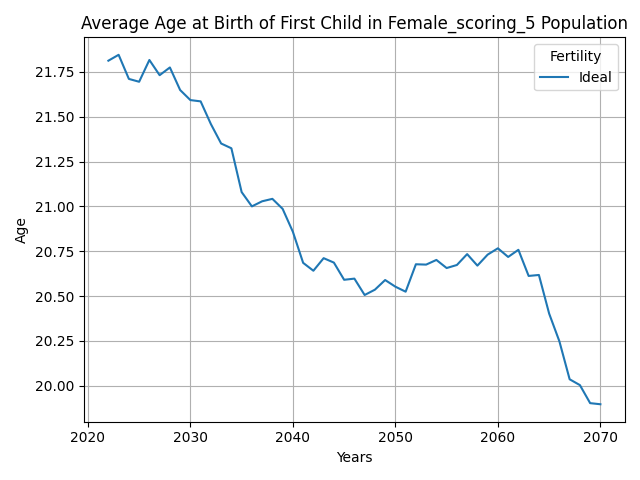 Average Age at Birth of First Child in Female_scoring_5 Population
Fertility
Ideal
Age
21.75
21.50
21.25
21.00
20.75
20.50
20.25
20.00
2020 2030 2040 2050 2060 2070
Years